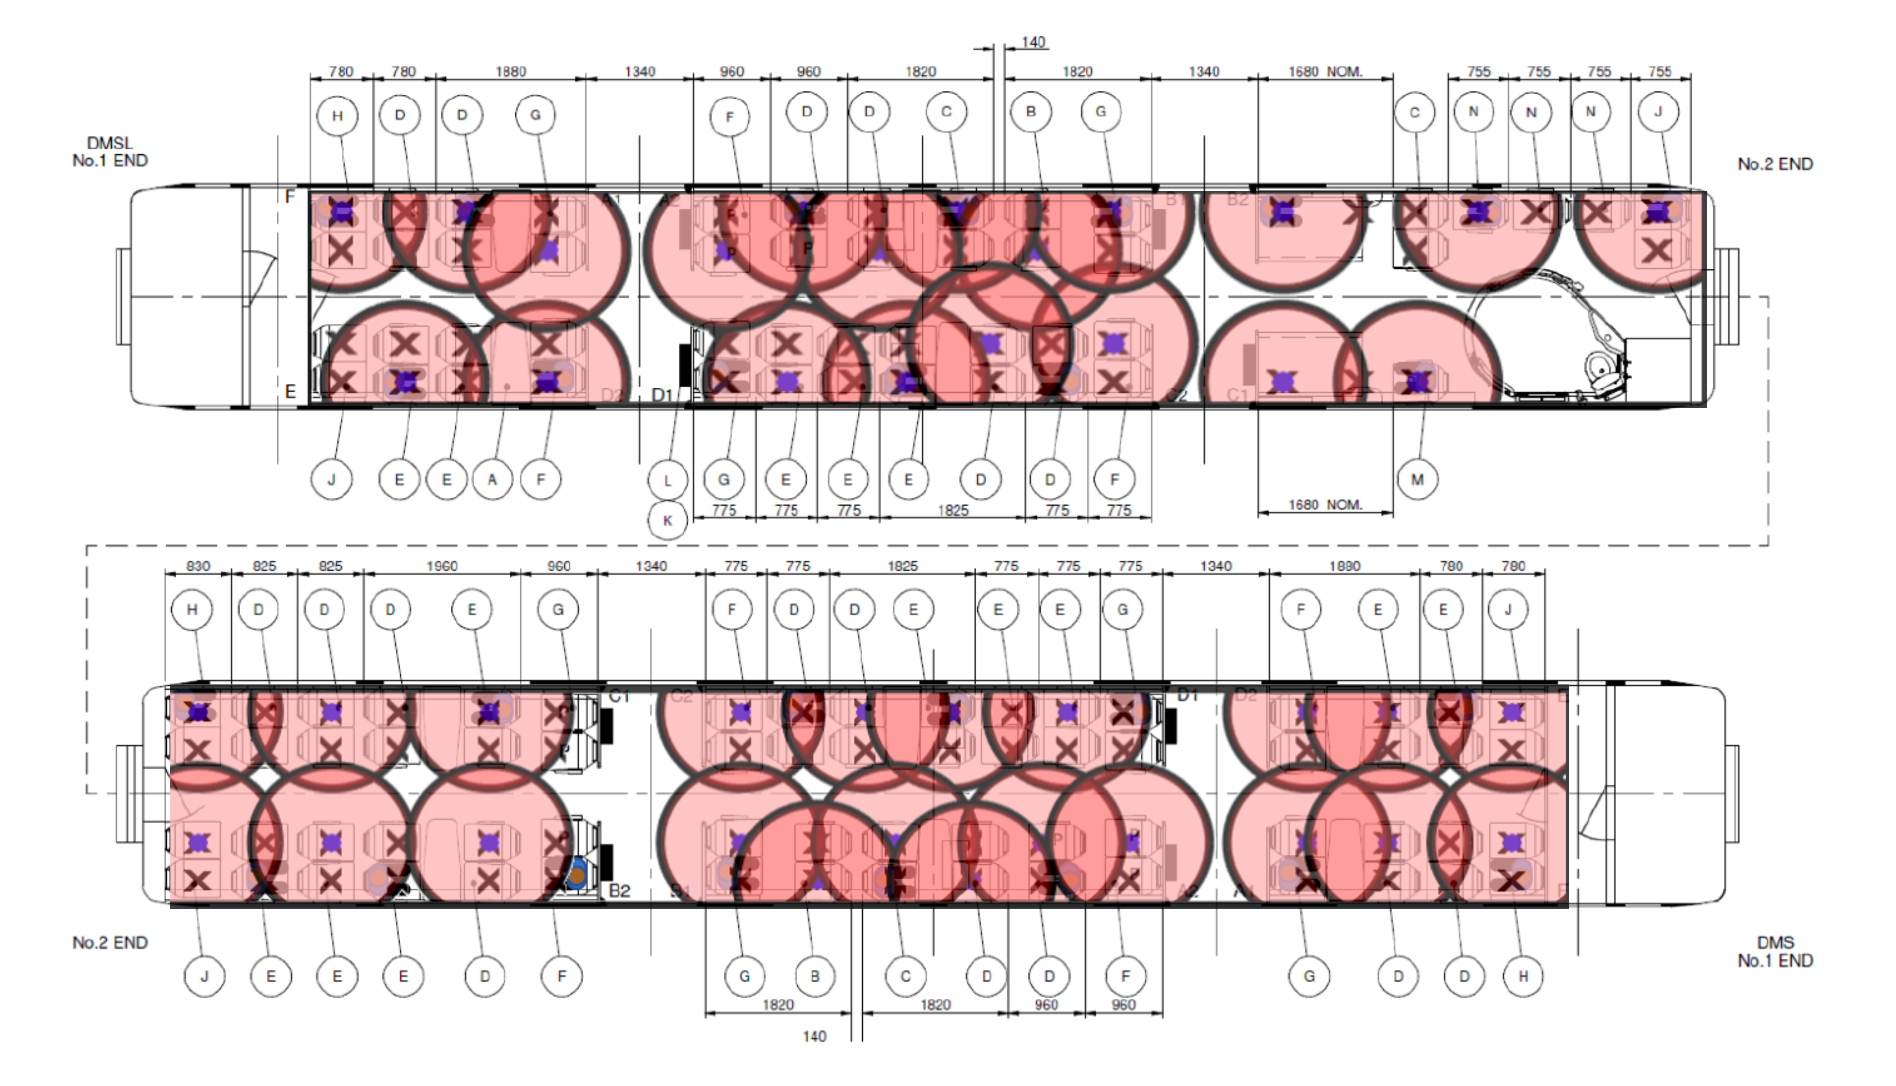 140
780 780 1880 1340 960 960 1820 1820 1340 1680 NOM. 755 755 755 755
H D D G F D D C B G C N N N J
DMSL
No.1 END
No.2 END
F A1 A2 B1 B2
E D2 D1 C2 C1
J E E A F L G E E E D D F M
K
775 775 775 1825 775 775
1680 NOM.
830 825 825 1960 960 1340 775 775 1825 775 775 775 1340 1880 780 780
H D D D E G F D D E E E G F E E J
C1 C2 D1 D2 E
B2 B1 A2 A1 F
No.2 END
DMS
No.1 END
J E E E D F G B C D D F G D D H
1820 1820 960 960
140